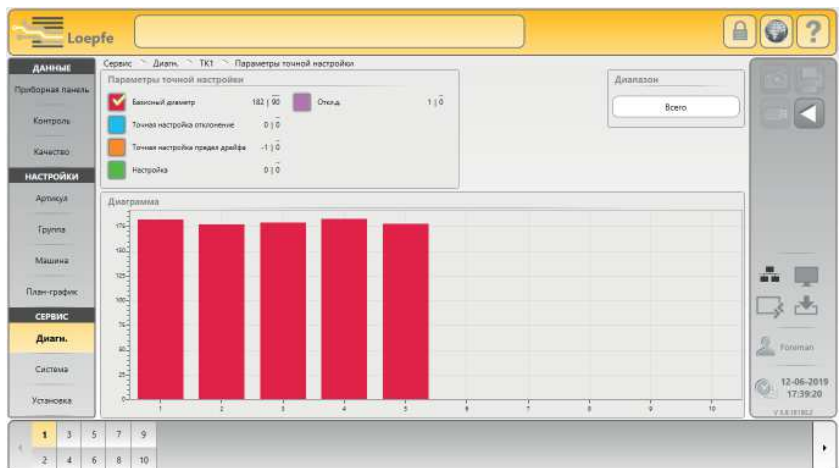 Loepfe
?
ДАННЫЕ
Приборная панель
Контроль
Качество
НАСТРОЙКИ
Артикул
Группа
Машина
План-график
СЕРВИС
Диагн.
Система
Установка
Сервис Диагн. TK1 Параметры точной настройки
Параметры точной настройки
Базисный диаметр 182 | 90
Откл.д. 1 | 0
Точная настройка отклонение 0 | 0
Точная настройка предел дрейфа -1 | 0
Настройка 0 | 0
Диапазон
Всего
Диаграмма
175
150
125
100
75
50
25
0
1 2 3 4 5 6 7 8 9 10
Foreman
12-06-2019
17:39:20
1 3 5 7 9
2 4 6 8 10